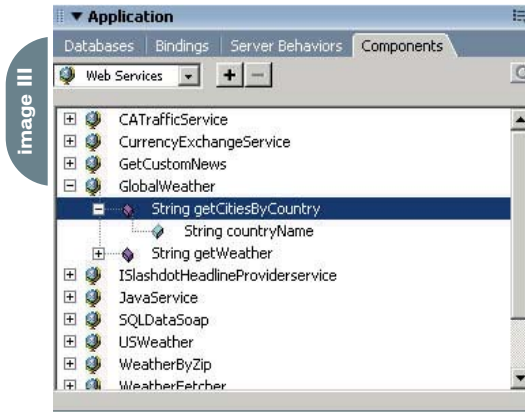 image III
Application
Databases Bindings Server Behaviors Components
Web Services
CATrafficService
CurrencyExchangeService
GetCustomNews
GlobalWeather
String getCitiesByCountry
String countryName
String getWeather
ISlashdotHeadlineProviderservice
JavaService
SQLDataSoap
USWeather
WeatherByZip
WeatherFetcher